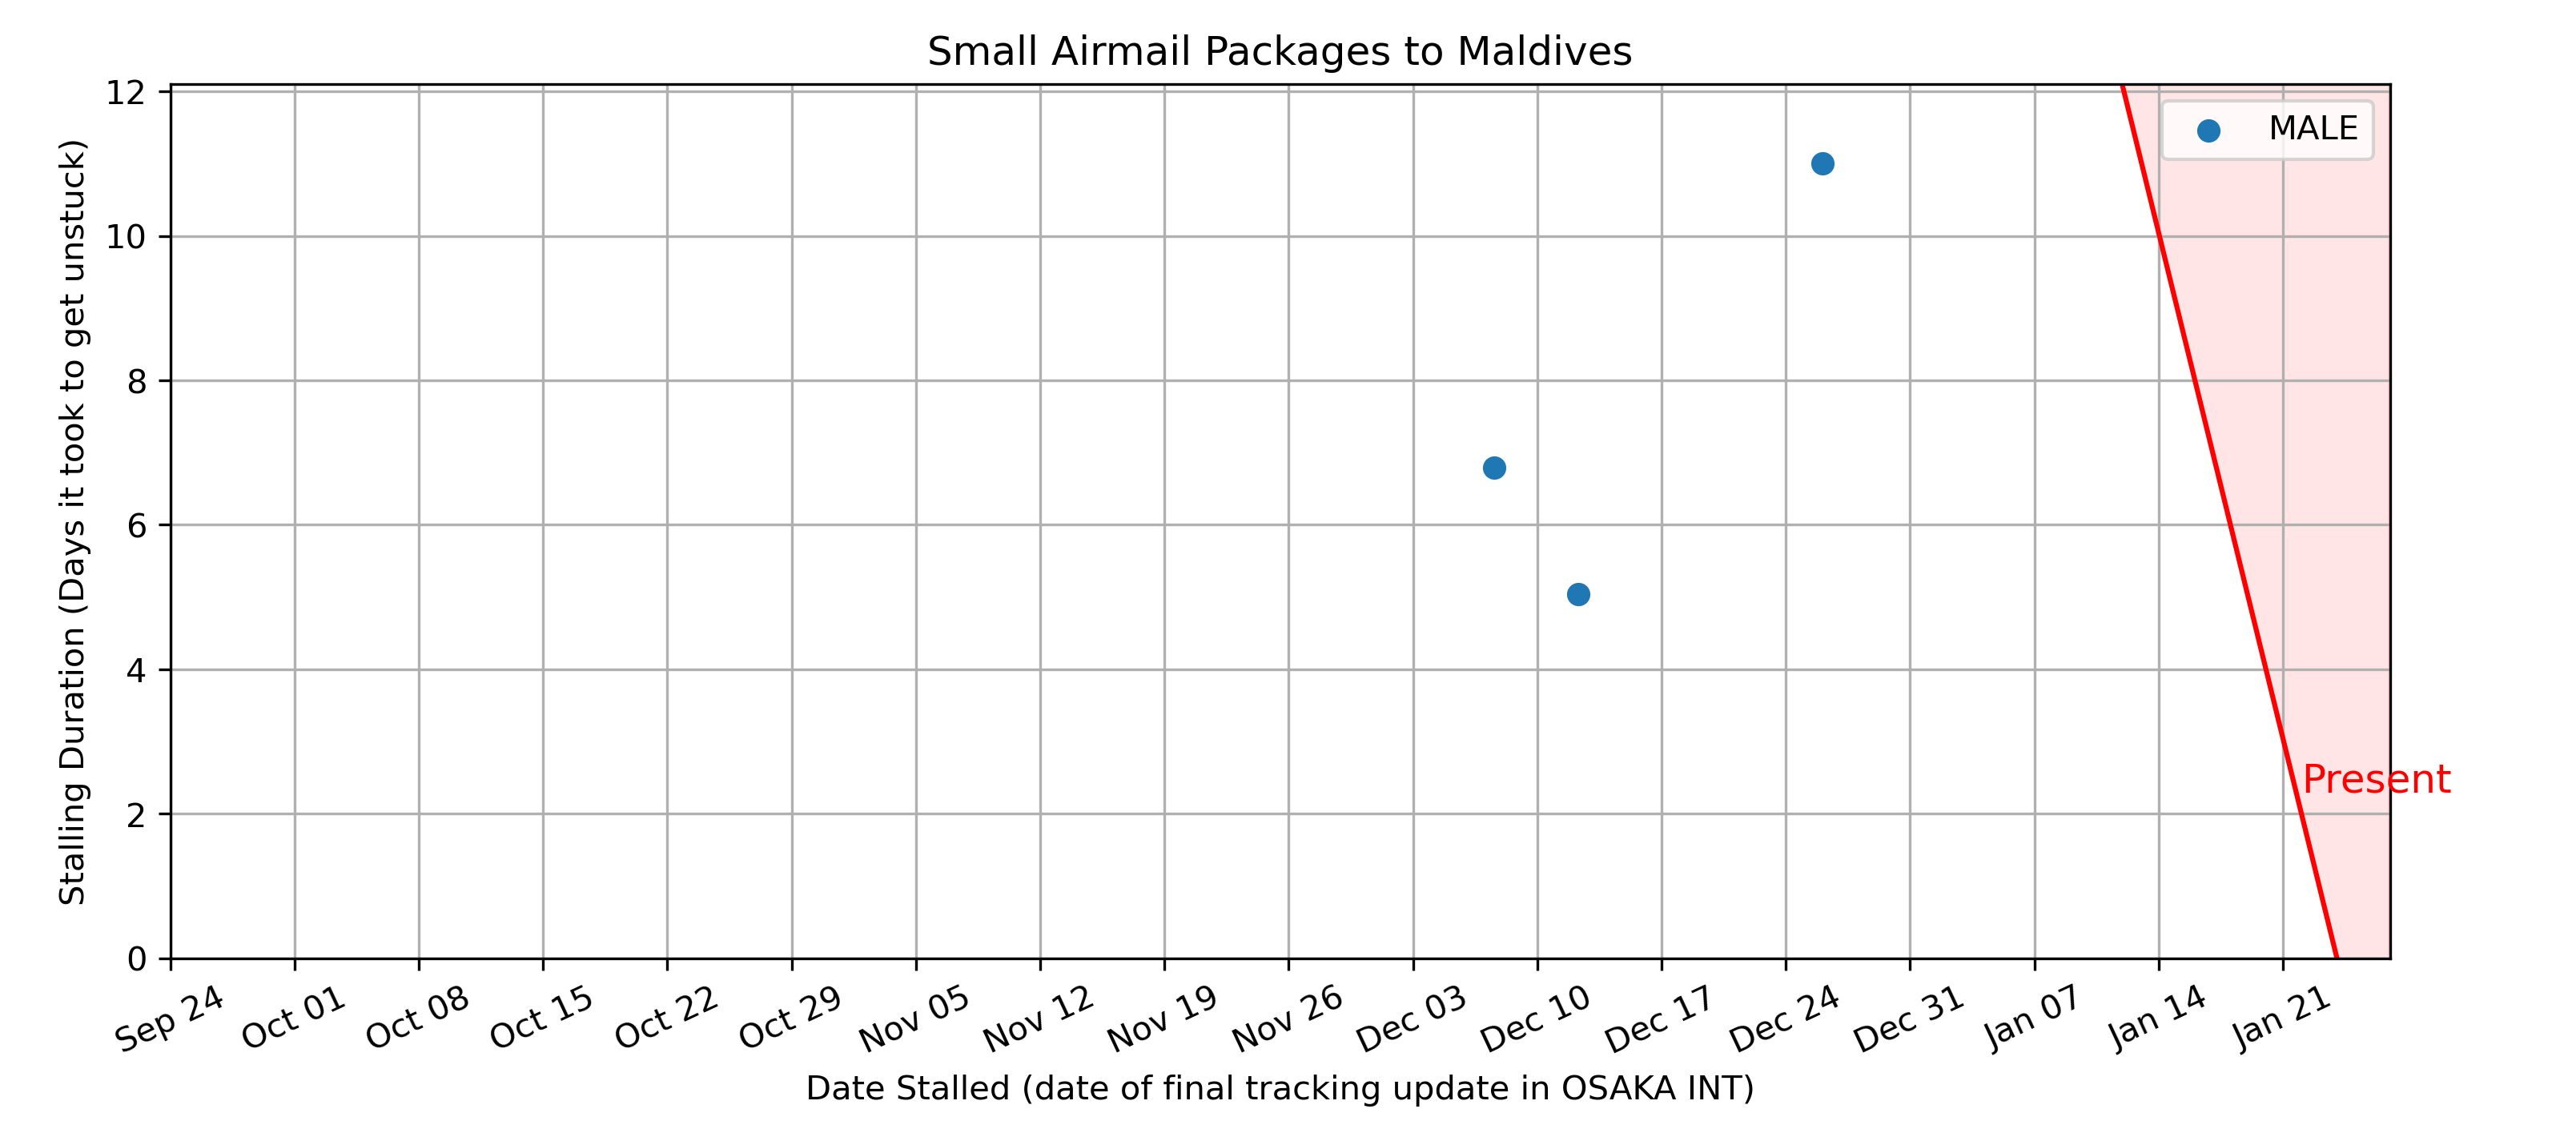 Small Airmail Packages to Maldives
Stalling Duration (Days it took to get unstuck)
12
10
8
6
4
2
0
MALE
Present
Sep 24 Oct 01 Oct 08 Oct 15 Oct 22 Oct 29 Nov 05 Nov 12 Nov 19 Nov 26 Dec 03 Dec 10 Dec 17 Dec 24 Dec 31 Jan 07 Jan 14 Jan 21
Date Stalled (date of final tracking update in OSAKA INT)